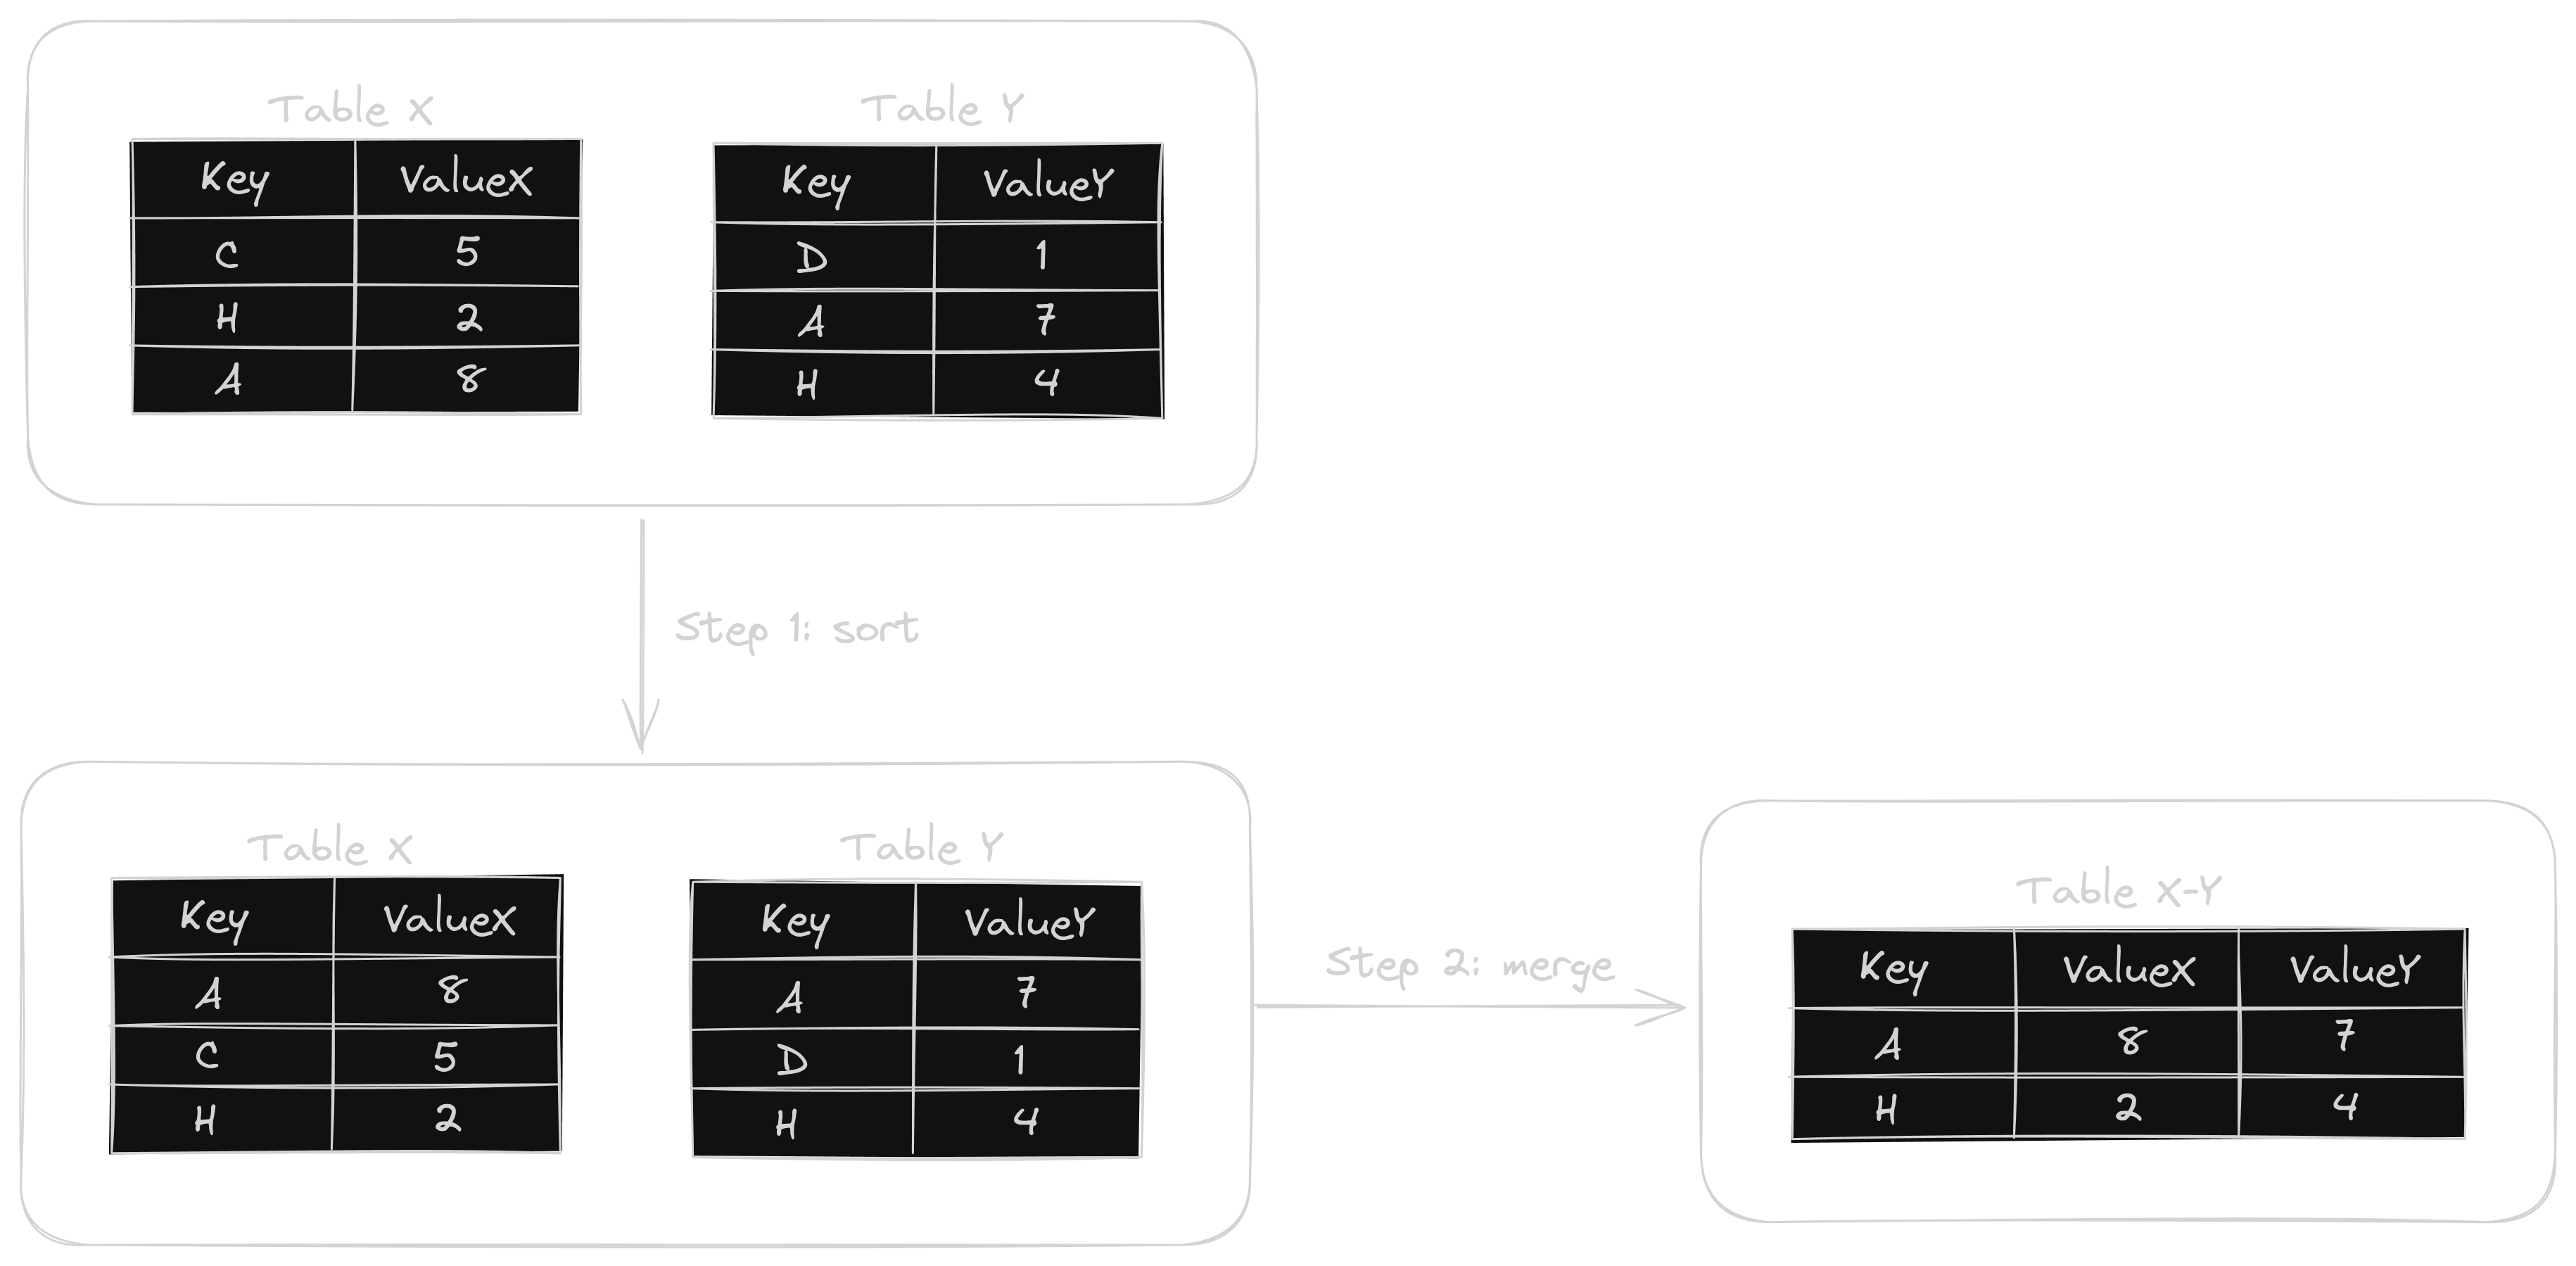 Table X
Key ValueX
C 5
H 2
A 8
Table Y
Key ValueY
D 1
A 7
H 4
Step 1: sort
Table X
Key ValueX
A 8
C 5
H 2
Table Y
Key ValueY
A 7
D 1
H 4
Step 2: merge
Table X-Y
Key ValueX ValueY
A 8 7
H 2 4